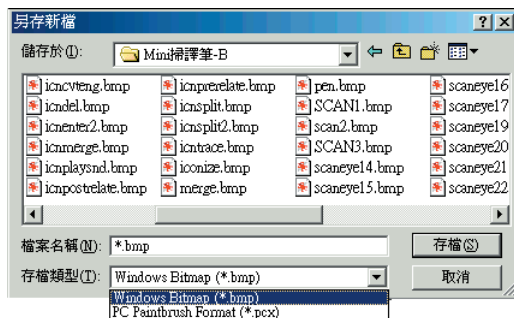 另存新檔
儲存於(I): Mini掃譯筆-B
icncvteng.bmp icnprerelate.bmp pen.bmp scaneye16
icndel.bmp icnsplit.bmp SCAN1.bmp scaneye17
icnenter2.bmp icnsplit2.bmp scan2.bmp scaneye19
icnmerge.bmp icntrace.bmp SCAN3.bmp scaneye20
icnplaysnd.bmp iconize.bmp scaneye14.bmp scaneye21
icnpostrelate.bmp merge.bmp scaneye15.bmp scaneye22
檔案名稱(N): *.bmp 存檔(S)
存檔類型(T): Windows Bitmap (*.bmp) 取消
Windows Bitmap (*.bmp)
PC Paintbrush Format (*.pcx)